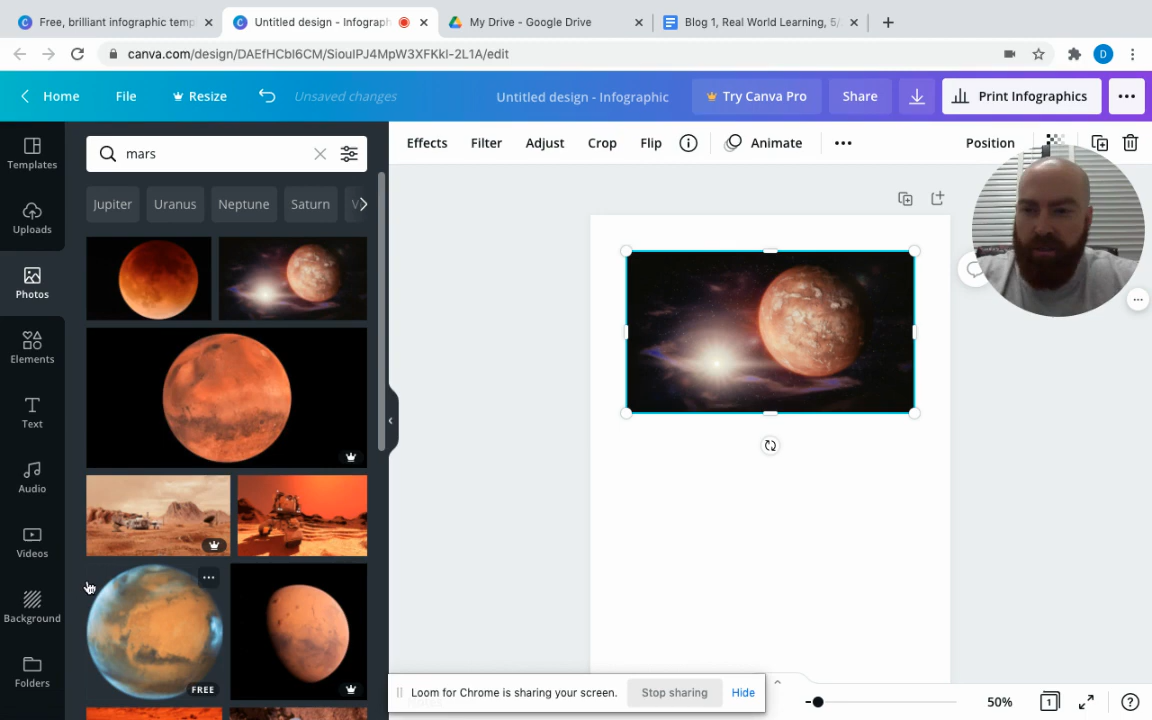 Free, brilliant infographic temp
Untitled design - Infograph
My Drive - Google Drive
Blog 1, Real World Learning, 5/
canva.com/design/DAEfHCbI6CM/SiouIPJ4MpW3XFKkI-2L1A/edit
D
Home
File
Resize
Unsaved changes
Untitled design - Infographic
Try Canva Pro
Share
Print Infographics
Templates
Uploads
Photos
Elements
Text
Audio
Videos
Background
Folders
mars
Jupiter
Uranus
Neptune
Saturn
V
FREE
Effects
Filter
Adjust
Crop
Flip
Animate
Position
Loom for Chrome is sharing your screen.
Stop sharing
Hide
50%
1